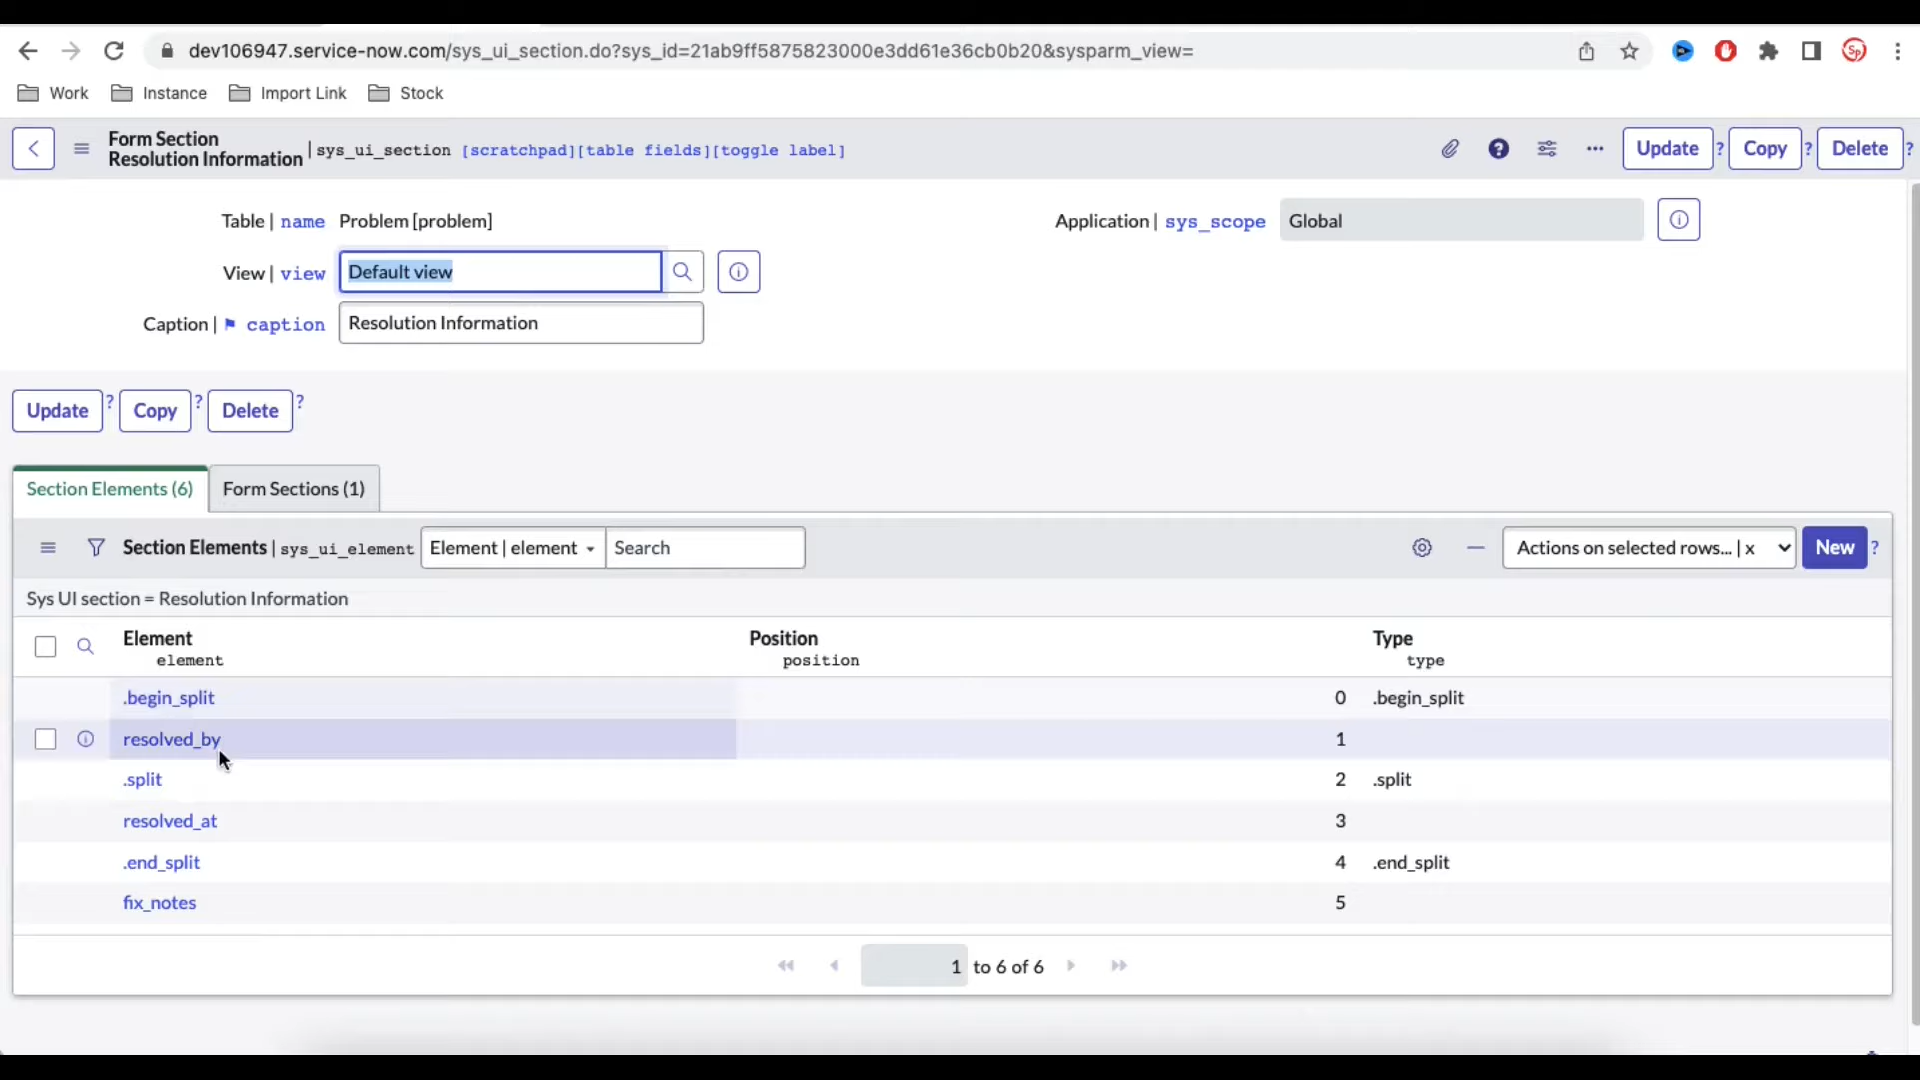 dev106947.service-now.com/sys_ui_section.do?sys_id=21ab9ff5875823000e3dd61e36cb0b20&sysparm_view=
Sp
Work Instance Import Link Stock
Form Section
Resolution Information | sys_ui_section [scratchpad][table fields][toggle label]
? ... Update ? Copy ? Delete ?
Table | name Problem [problem] Application | sys_scope Global
View | view Default view
Caption | caption Resolution Information
Update ? Copy ? Delete ?
Section Elements (6) Form Sections (1)
Section Elements | sys_ui_element Element | element Search Actions on selected rows... | x New ?
Sys UI section = Resolution Information
Element Position Type
element position type
.begin_split 0 .begin_split
resolved_by 1
.split 2 .split
resolved_at 3
.end_split 4 .end_split
fix_notes 5
1 to 6 of 6